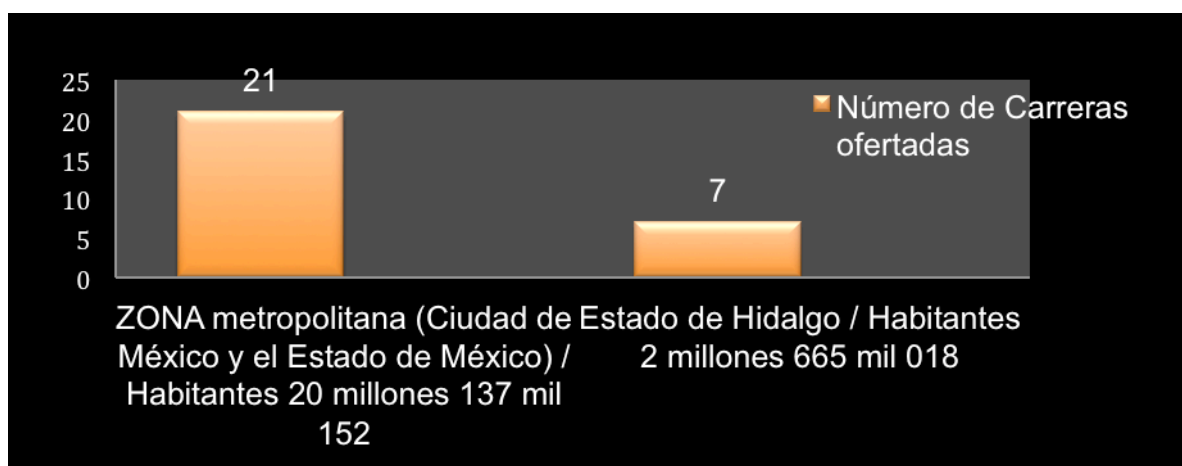 25
20
15
10
5
0
21
7
Número de Carreras
ofertadas
ZONA metropolitana (Ciudad de
México y el Estado de México) /
Habitantes 20 millones 137 mil
152
Estado de Hidalgo / Habitantes
2 millones 665 mil 018